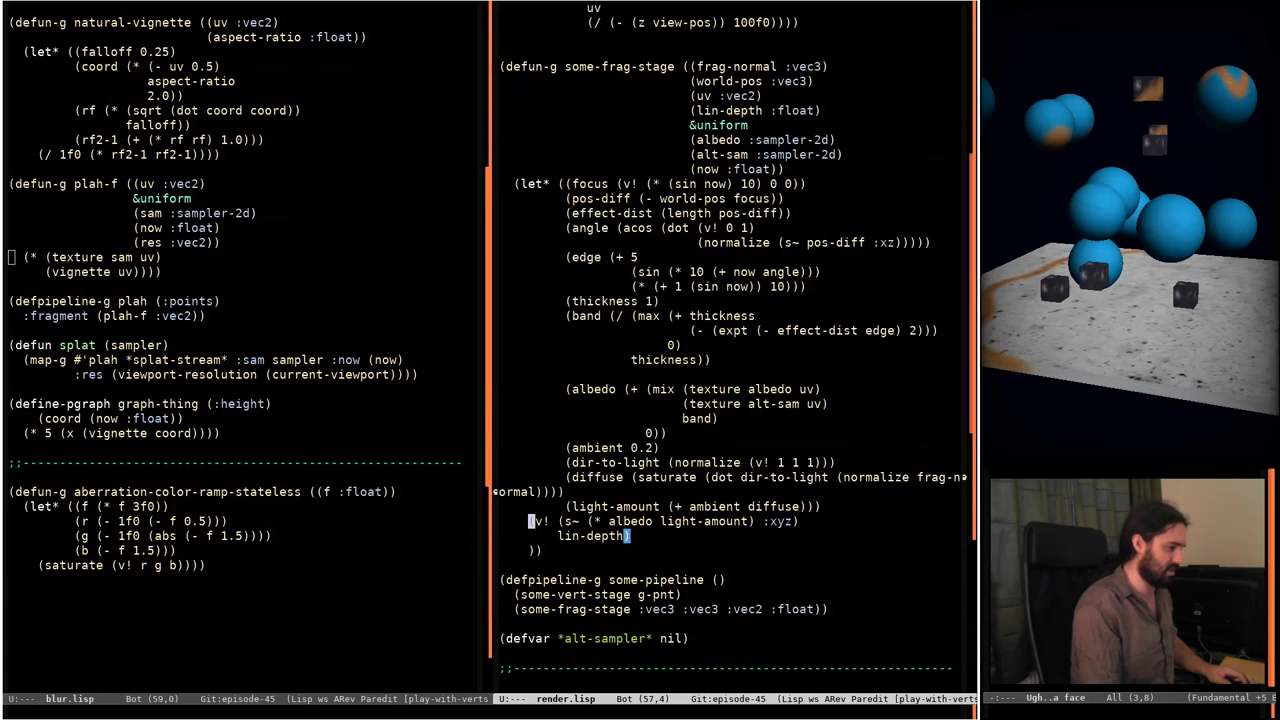 (defun-g natural-vignette ((uv :vec2)
(aspect-ratio :float))
(let* ((falloff 0.25)
(coord (* (- uv 0.5)
aspect-ratio
2.0))
(rf (* (sqrt (dot coord coord))
falloff))
(rf2-1 (+ (* rf rf) 1.0)))
(/ 1f0 (* rf2-1 rf2-1))))
(defun-g plah-f ((uv :vec2)
&uniform
(sam :sampler-2d)
(now :float)
(res :vec2))
(* (texture sam uv)
(vignette uv))))
(defpipeline-g plah (:points)
:fragment (plah-f :vec2))
(defun splat (sampler)
(map-g #'plah *splat-stream* :sam sampler :now (now)
:res (viewport-resolution (current-viewport))))
(define-pgraph graph-thing (:height)
(coord (now :float))
(* 5 (x (vignette coord))))
;;--------------------------------------------------------------
(defun-g aberration-color-ramp-stateless ((f :float))
(let* ((f (* f 3f0))
(r (- 1f0 (- f 0.5)))
(g (- 1f0 (abs (- f 1.5))))
(b (- f 1.5)))
(saturate (v! r g b))))
U:--- blur.lisp Bot (59,0) Git:episode-45 (Lisp ws ARev Paredit [play-with-verts
uv
(/ (- (z view-pos)) 100f0))))
(defun-g some-frag-stage ((frag-normal :vec3)
(world-pos :vec3)
(uv :vec2)
(lin-depth :float)
&uniform
(albedo :sampler-2d)
(alt-sam :sampler-2d)
(now :float))
(let* ((focus (v! (* (sin now) 10) 0 0))
(pos-diff (- world-pos focus))
(effect-dist (length pos-diff))
(angle (acos (dot (v! 0 1)
(normalize (s~ pos-diff :xz)))))
(edge (+ 5
(sin (* 10 (+ now angle)))
(* (+ 1 (sin now)) 10)))
(thickness 1)
(band (/ (max (+ thickness
(- (expt (- effect-dist edge) 2)))
0)
thickness))
(albedo (+ (mix (texture albedo uv)
(texture alt-sam uv)
band)
0))
(ambient 0.2)
(dir-to-light (normalize (v! 1 1 1)))
(diffuse (saturate (dot dir-to-light (normalize frag-n
ormal))))
(light-amount (+ ambient diffuse)))
(v! (s~ (* albedo light-amount) :xyz)
lin-depth)
))
(defpipeline-g some-pipeline ()
(some-vert-stage g-pnt)
(some-frag-stage :vec3 :vec3 :vec2 :float))
(defvar *alt-sampler* nil)
;;------------------------------------------------------------
U:--- render.lisp Bot (57,4) Git:episode-45 (Lisp ws ARev Paredit [play-with-verts
-:--- Ugh..a face All (3,8) (Fundamental +5 F